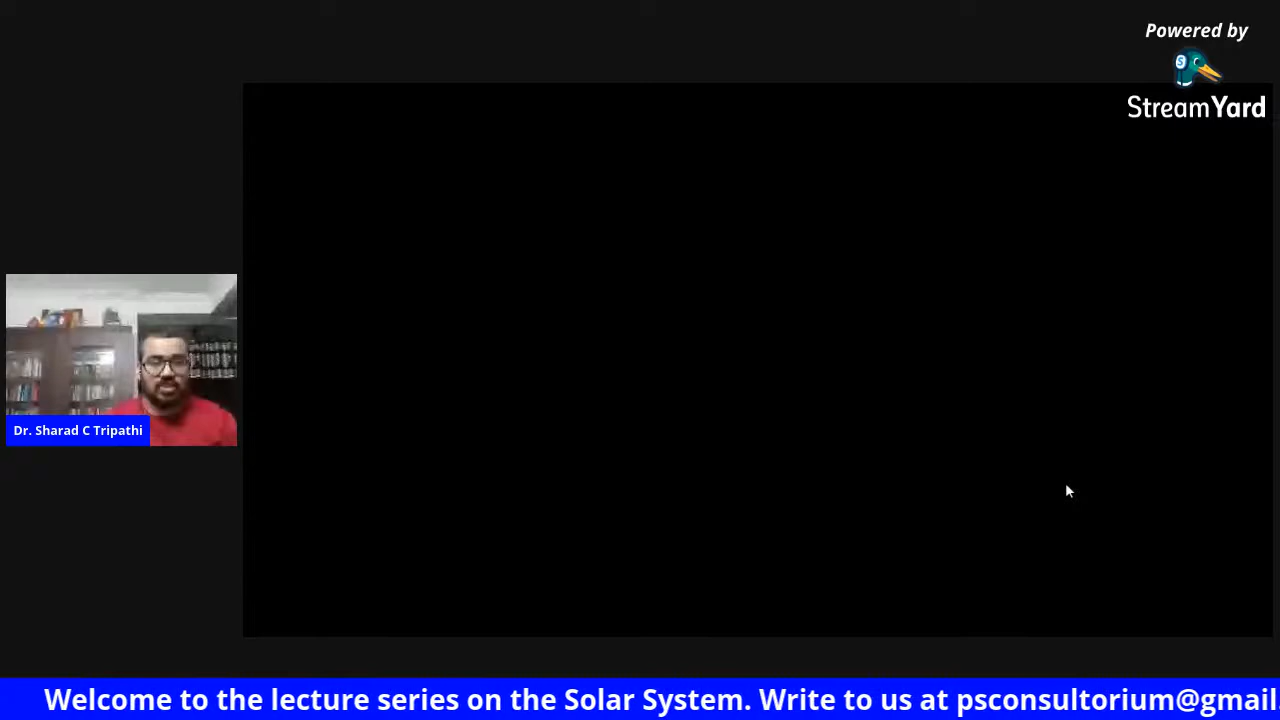 Powered by
StreamYard
Dr. Sharad C Tripathi
Welcome to the lecture series on the Solar System. Write to us at psconsultorium@gmail.